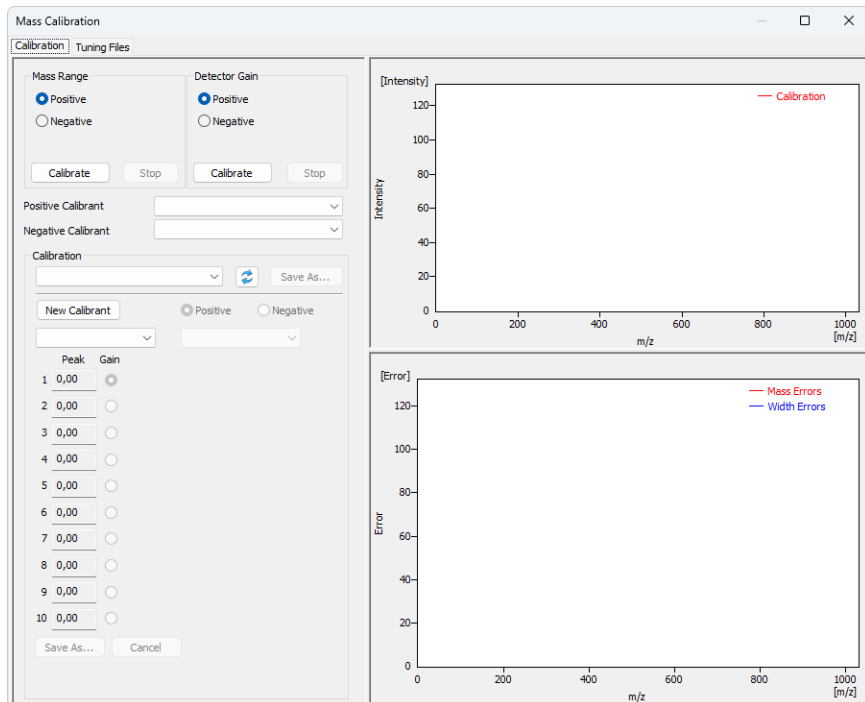 Mass Calibration
Calibration Tuning Files
Mass Range
Positive
Negative
Calibrate Stop
Detector Gain
Positive
Negative
Calibrate Stop
Positive Calibrant
Negative Calibrant
Calibration
Save As...
New Calibrant Positive Negative
Peak Gain
1 0,00
2 0,00
3 0,00
4 0,00
5 0,00
6 0,00
7 0,00
8 0,00
9 0,00
10 0,00
Save As... Cancel
[Intensity]
Calibration
Intensity
120
100
80
60
40
20
0
0 200 400 600 800 1000
m/z [m/z]
[Error]
Mass Errors
Width Errors
Error
120
100
80
60
40
20
0
0 200 400 600 800 1000
m/z [m/z]